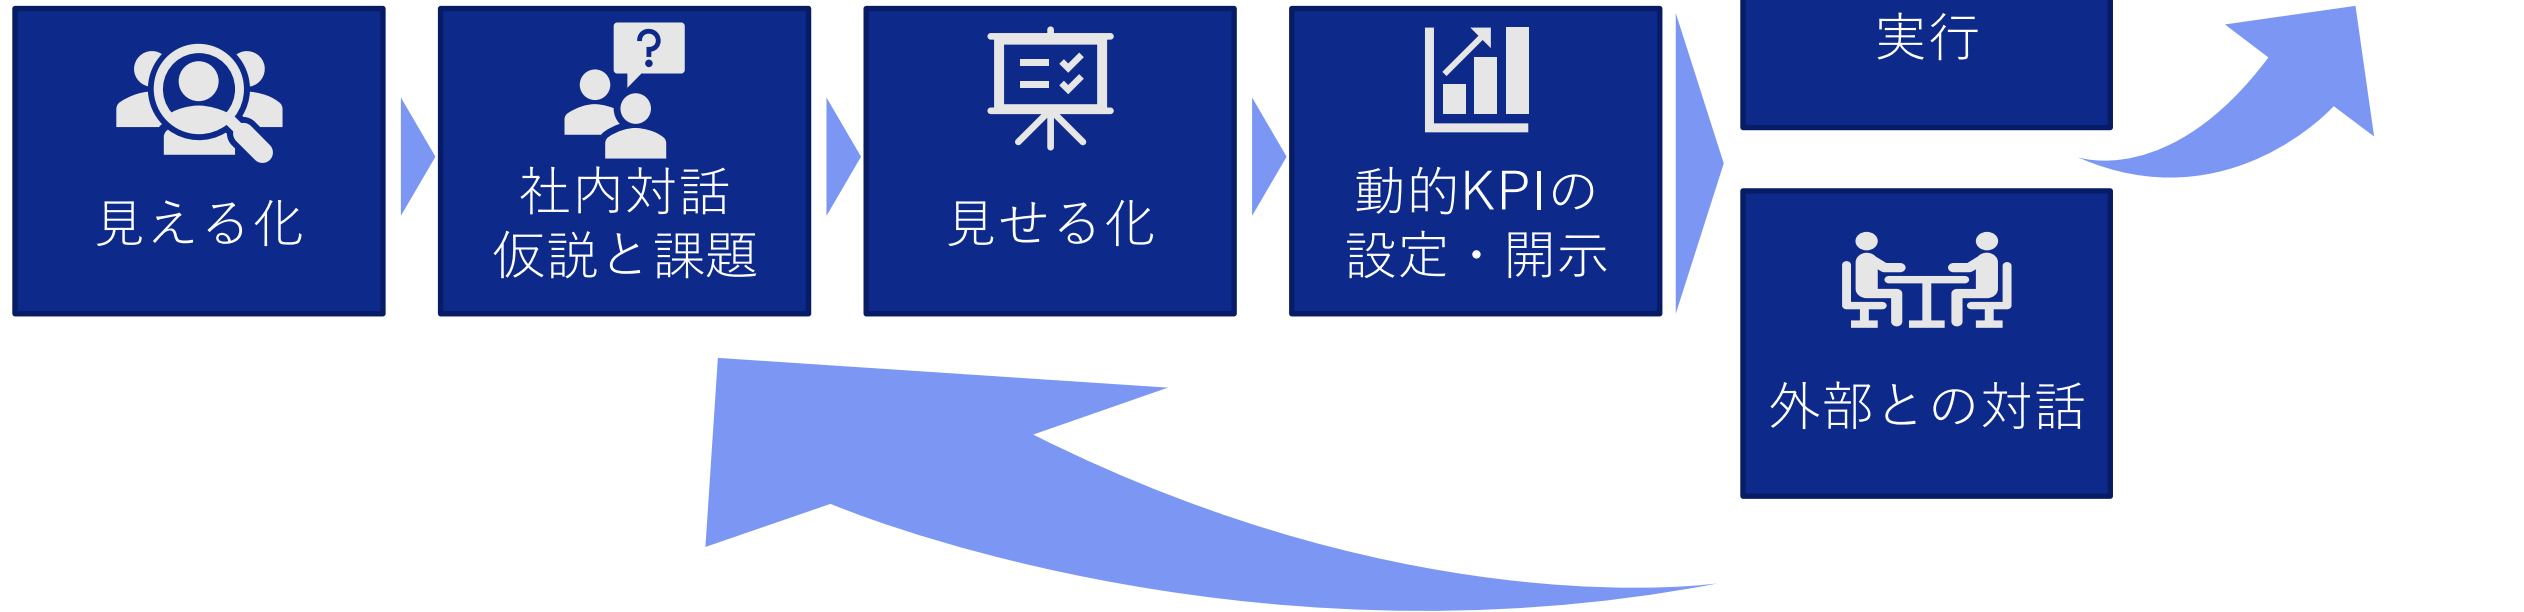 見える化
社内対話
仮説と課題
見せる化
動的KPIの
設定・開示
実行
外部との対話